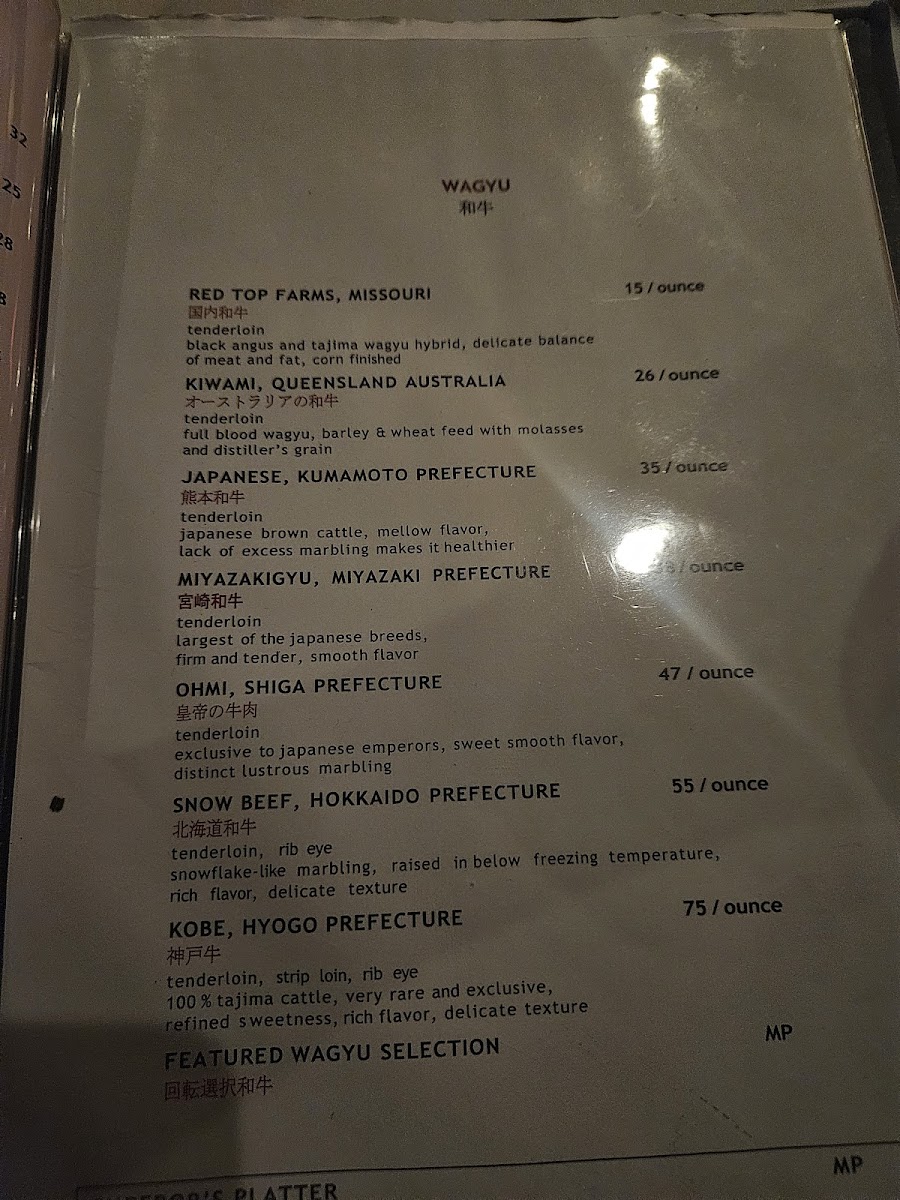 32
25
28
8
WAGYU
和牛
RED TOP FARMS, MISSOURI 15 / ounce
国内和牛
tenderloin
black angus and tajima wagyu hybrid, delicate balance
of meat and fat, corn finished
KIWAMI, QUEENSLAND AUSTRALIA 26 / ounce
オーストラリアの和牛
tenderloin
full blood wagyu, barley & wheat feed with molasses
and distiller's grain
JAPANESE, KUMAMOTO PREFECTURE 35 / ounce
熊本和牛
tenderloin
japanese brown cattle, mellow flavor,
lack of excess marbling makes it healthier
MIYAZAKIGYU, MIYAZAKI PREFECTURE / ounce
宮崎和牛
tenderloin
largest of the japanese breeds,
firm and tender, smooth flavor
OHMI, SHIGA PREFECTURE 47 / ounce
皇帝の牛肉
tenderloin
exclusive to japanese emperors, sweet smooth flavor,
distinct lustrous marbling
SNOW BEEF, HOKKAIDO PREFECTURE 55 / ounce
北海道和牛
tenderloin, rib eye
snowflake-like marbling, raised in below freezing temperature,
rich flavor, delicate texture
KOBE, HYOGO PREFECTURE 75 / ounce
神戸牛
tenderloin, strip loin, rib eye
100 % tajima cattle, very rare and exclusive,
refined sweetness, rich flavor, delicate texture
FEATURED WAGYU SELECTION MP
回転選択和牛
PLATTER MP